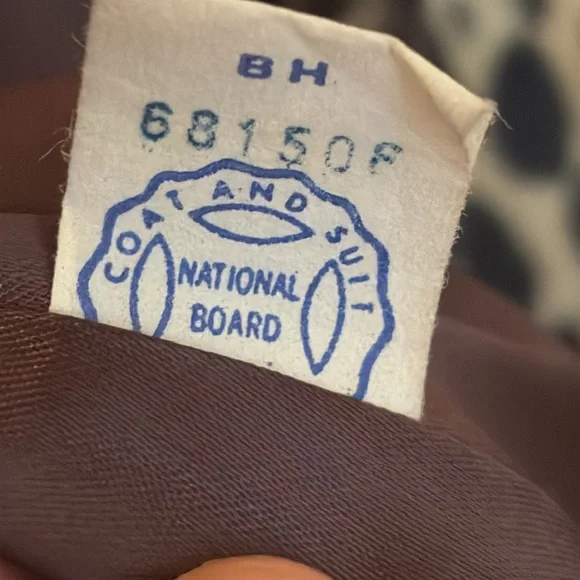 BH
68150F
COAT AND SUIT
NATIONAL
BOARD